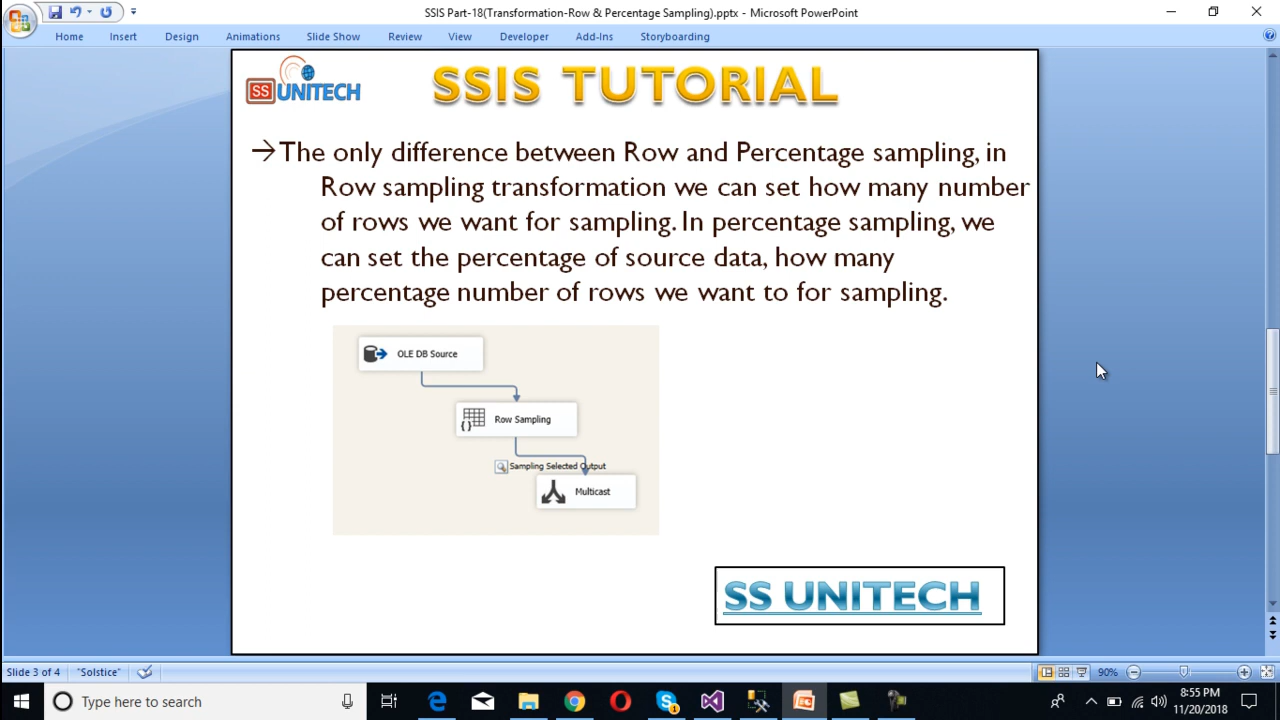 SSIS Part-18(Transformation-Row & Percentage Sampling).pptx - Microsoft PowerPoint
Home Insert Design Animations Slide Show Review View Developer Add-Ins Storyboarding
SS UNITECH
SSIS TUTORIAL
→The only difference between Row and Percentage sampling, in
Row sampling transformation we can set how many number
of rows we want for sampling. In percentage sampling, we
can set the percentage of source data, how many
percentage number of rows we want to for sampling.
OLE DB Source
Row Sampling
Sampling Selected Output
Multicast
SS UNITECH
Slide 3 of 4 "Solstice" 90%
Type here to search
8:55 PM
11/20/2018